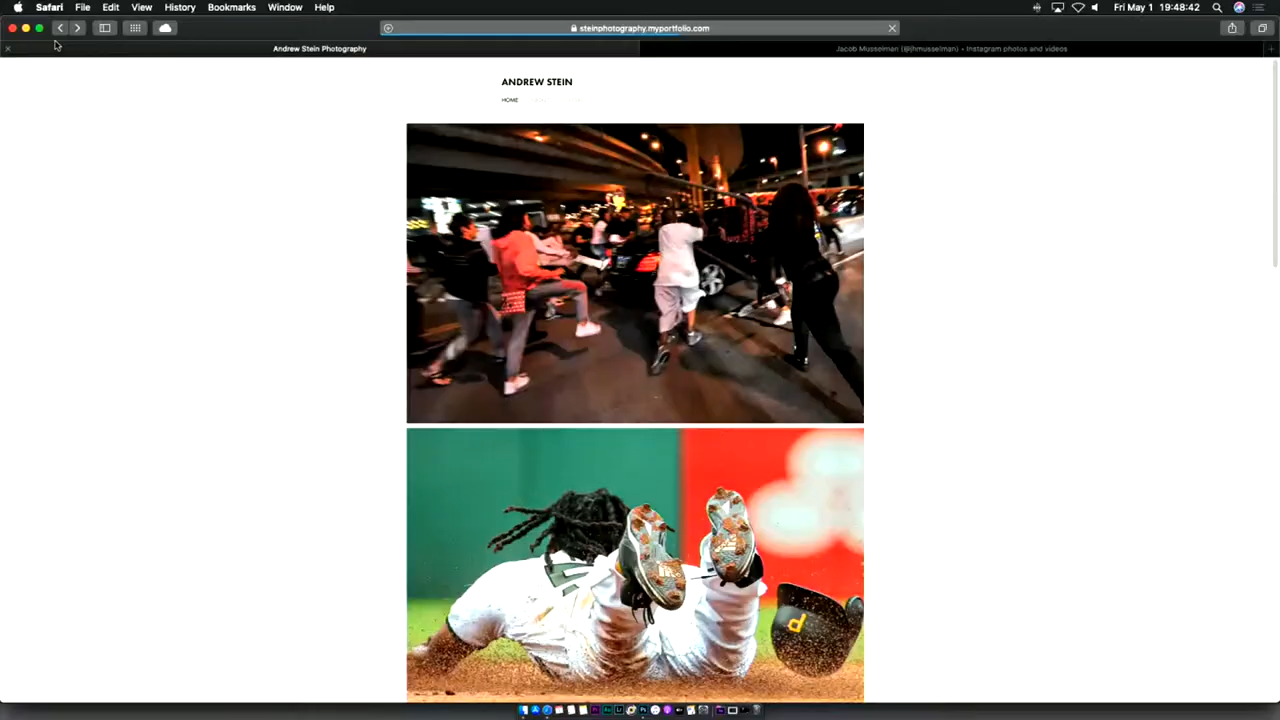 Safari File Edit View History Bookmarks Window Help
Fri May 1 19:48:42
steinphotography.myportfolio.com
Andrew Stein Photography
Jacob Musselman (@jhmusselman) • Instagram photos and videos
ANDREW STEIN
HOME
P